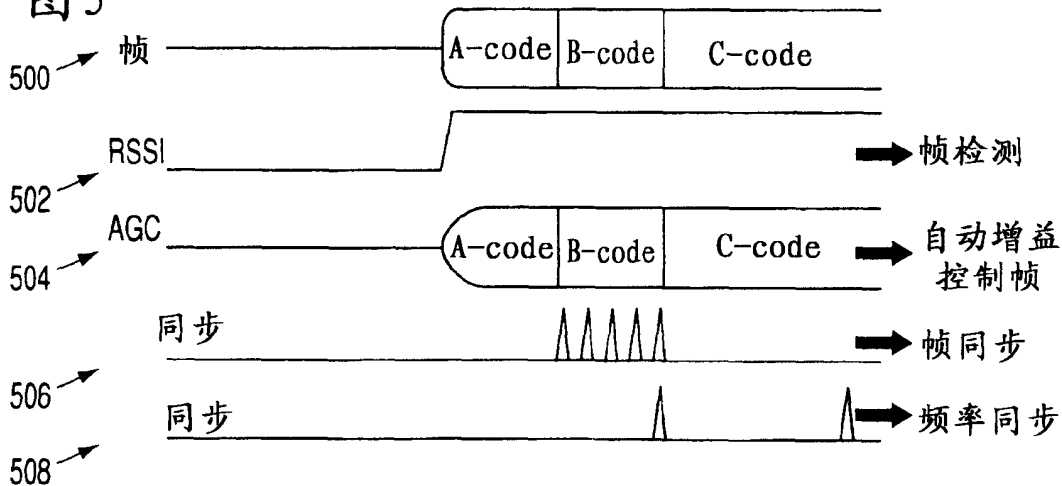 图5
帧
A-code
B-code
C-code
500
RSSI
帧检测
502
AGC
A-code
B-code
C-code
自动增益
控制帧
504
同步
帧同步
506
同步
频率同步
508